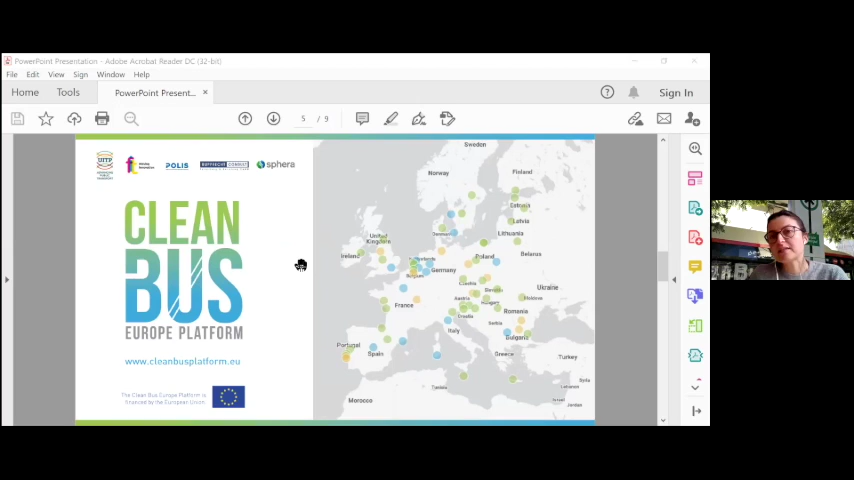 PowerPoint Presentation - Adobe Acrobat Reader DC (32-bit)
File Edit View Sign Window Help
Home Tools PowerPoint Present... × Sign In
5 / 9
UITP
POLIS
RUPPRECHT CONSULT
sphera
CLEAN
BUS
EUROPE PLATFORM
www.cleanbusplatform.eu
The Clean Bus Europe Platform is
financed by the European Union.
Sweden
Norway
Finland
Estonia
Latvia
Denmark
Lithuania
United
Kingdom
Ireland
Belarus
Poland
Belgium
Germany
Czechia
Ukraine
Austria
Hungary
Moldova
France
Croatia
Romania
Serbia
Italy
Bulgaria
Portugal
Spain
Greece
Turkey
Tunisia
Syria
Lebanon
Israel
Jordan
Morocco